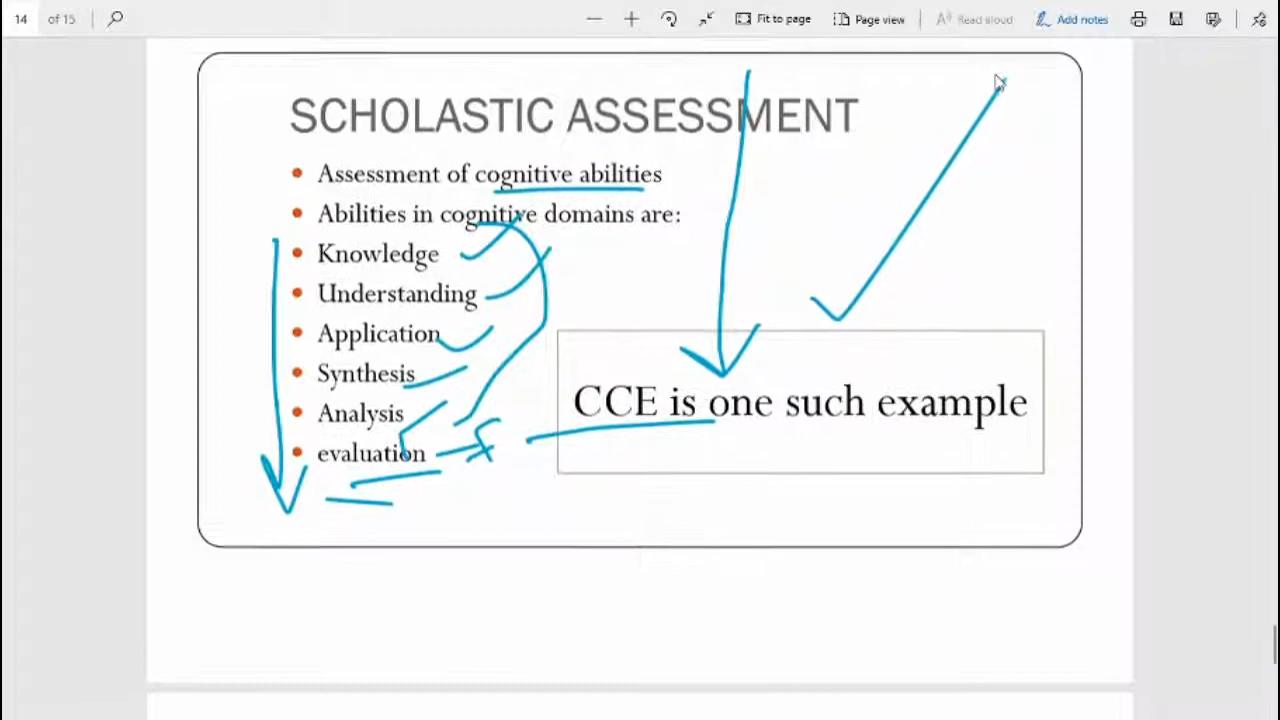 14 of 15 Fit to page Page view Read aloud Add notes
SCHOLASTIC ASSESSMENT
Assessment of cognitive abilities
Abilities in cognitive domains are:
Knowledge
Understanding
Application
Synthesis
Analysis
evaluation
CCE is one such example